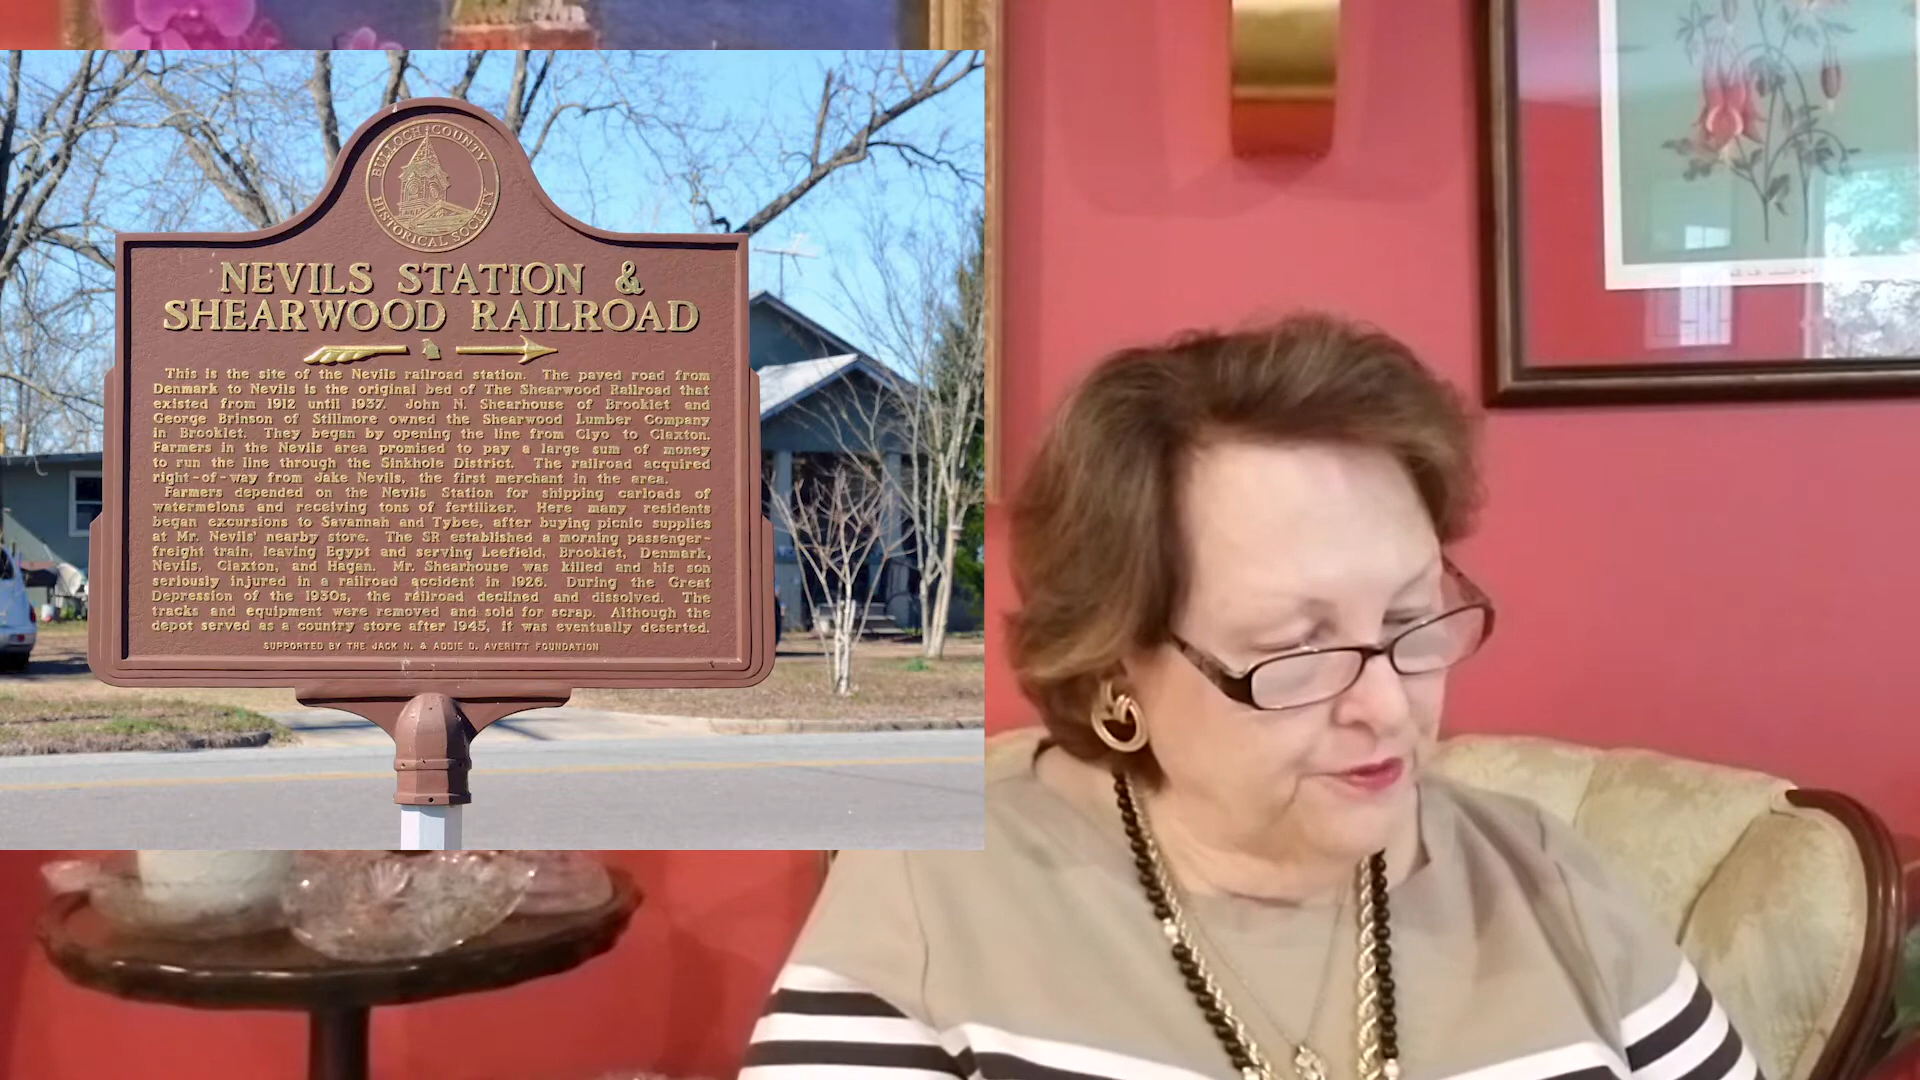 BULLOCH COUNTY
HISTORICAL SOCIETY
NEVILS STATION &
SHEARWOOD RAILROAD
This is the site of the Nevils railroad station. The paved road from
Denmark to Nevils is the original bed of The Shearwood Railroad that
existed from 1912 until 1937. John N. Shearhouse of Brooklet and
George Brinson of Stillmore owned the Shearwood Lumber Company
in Brooklet. They began by opening the line from Clyo to Claxton.
Farmers in the Nevils area promised to pay a large sum of money
to run the line through the Sinkhole District. The railroad acquired
right-of-way from Jake Nevils, the first merchant in the area.
Farmers depended on the Nevils Station for shipping carloads of
watermelons and receiving tons of fertilizer. Here many residents
began excursions to Savannah and Tybee, after buying picnic supplies
at Mr. Nevils' nearby store. The SR established a morning passenger-
freight train, leaving Egypt and serving Leefield, Brooklet, Denmark,
Nevils, Claxton, and Hagan. Mr. Shearhouse was killed and his son
seriously injured in a railroad accident in 1926. During the Great
Depression of the 1930s, the railroad declined and dissolved. The
tracks and equipment were removed and sold for scrap. Although the
depot served as a country store after 1945, it was eventually deserted.
SUPPORTED BY THE JACK N. & ADDIE D. AVERITT FOUNDATION